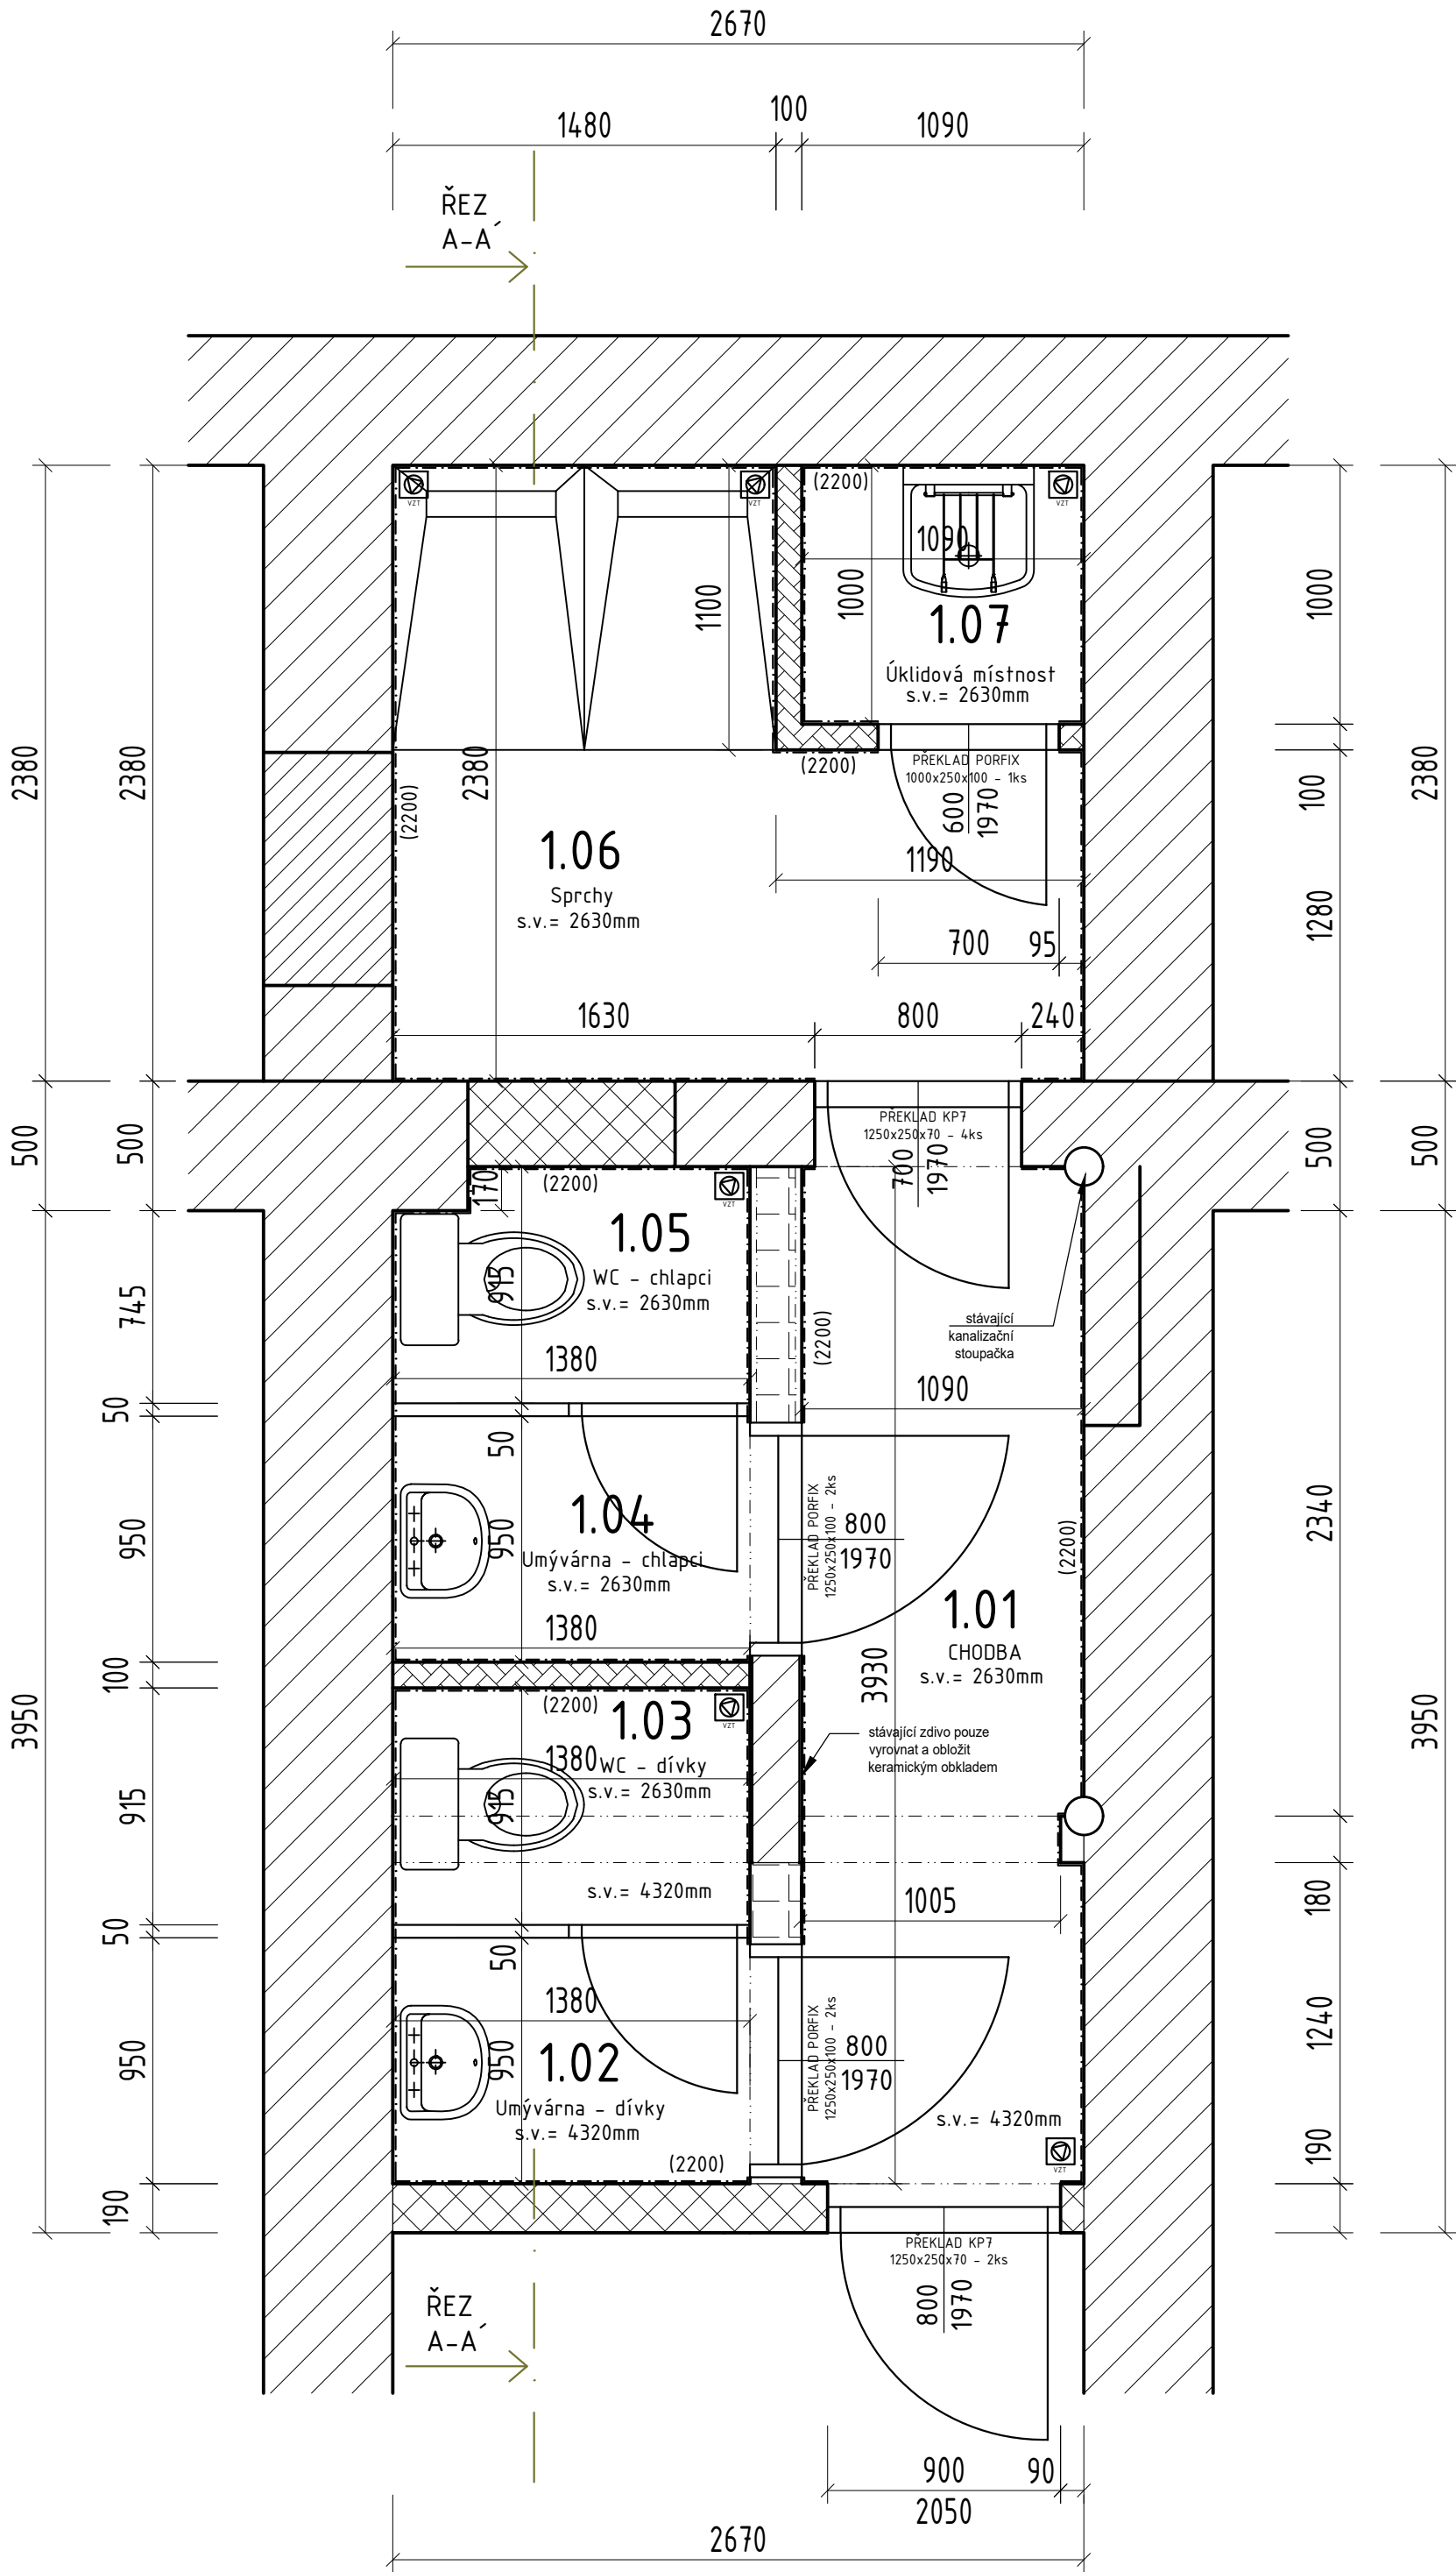 2670
1480
100
1090
ŘEZ
A-A´
VZT
VZT
(2200)
VZT
1090
1000
1100
1000
1.07
Úklidová místnost
s.v.= 2630mm
(2200)
PŘEKLAD PORFIX
1000x250x100 - 1ks
600
1970
2380
2380
2380
(2200)
100
2380
1.06
Sprchy
s.v.= 2630mm
1190
1280
700
95
1630
800
240
500
500
PŘEKLAD KP7
1250x250x70 - 4ks
700
1970
500
500
170
(2200)
VZT
1.05
WC - chlapci
s.v.= 2630mm
915
745
(2200)
stávající
kanalizační
stoupačka
1380
1090
50
50
1.04
Umývárna - chlapci
s.v.= 2630mm
950
950
PŘEKLAD PORFIX
1250x250x100 - 2ks
800
1970
(2200)
2340
1380
1.01
CHODBA
s.v.= 2630mm
100
3930
3950
3950
(2200)
1.03
VZT
1380
WC - dívky
s.v.= 2630mm
stávající zdivo pouze
vyrovnat a obložit
keramickým obkladem
915
915
s.v.= 4320mm
1005
180
50
50
1380
950
950
1.02
Umývárna - dívky
s.v.= 4320mm
PŘEKLAD PORFIX
1250x250x100 - 2ks
800
1970
1240
s.v.= 4320mm
VZT
(2200)
190
190
PŘEKLAD KP7
1250x250x70 - 2ks
800
1970
ŘEZ
A-A´
900
90
2050
2670